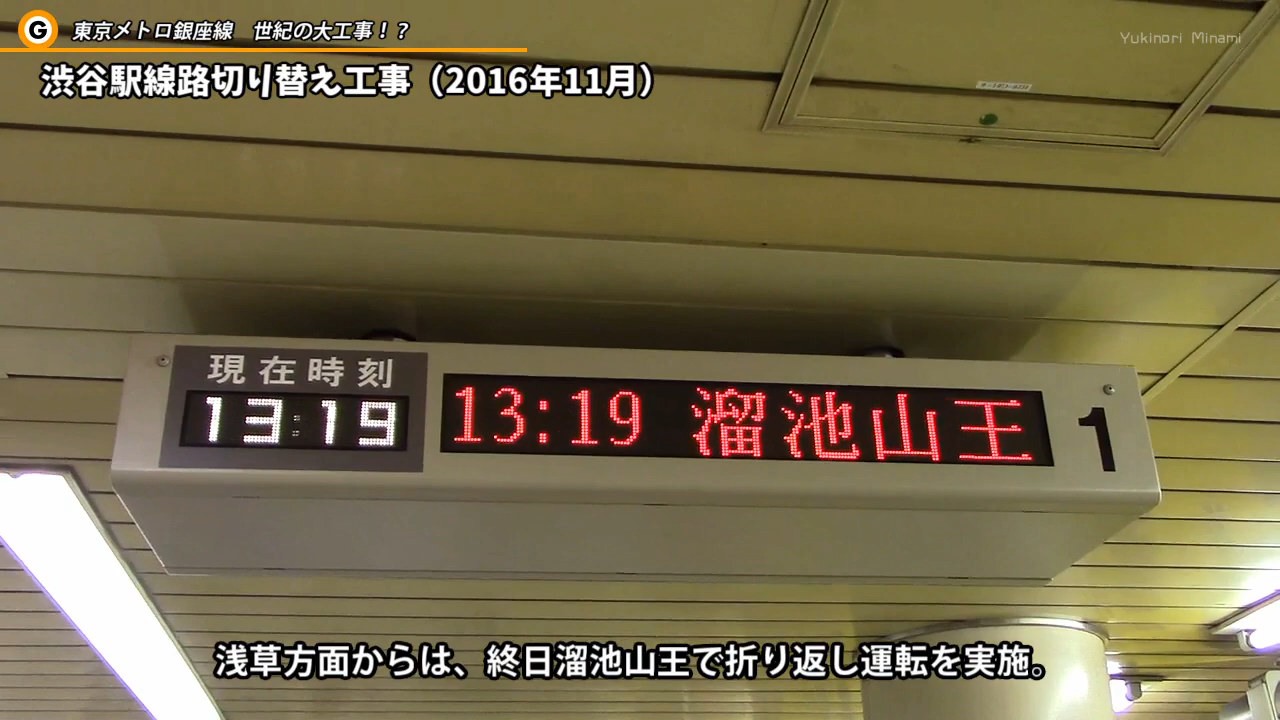 G 東京メトロ銀座線 世紀の大工事!?
Yukinori Minami
渋谷駅線路切り替え工事(2016年11月)
現在時刻
13:19
13:19 溜池山王
1
浅草方面からは、終日溜池山王で折り返し運転を実施。